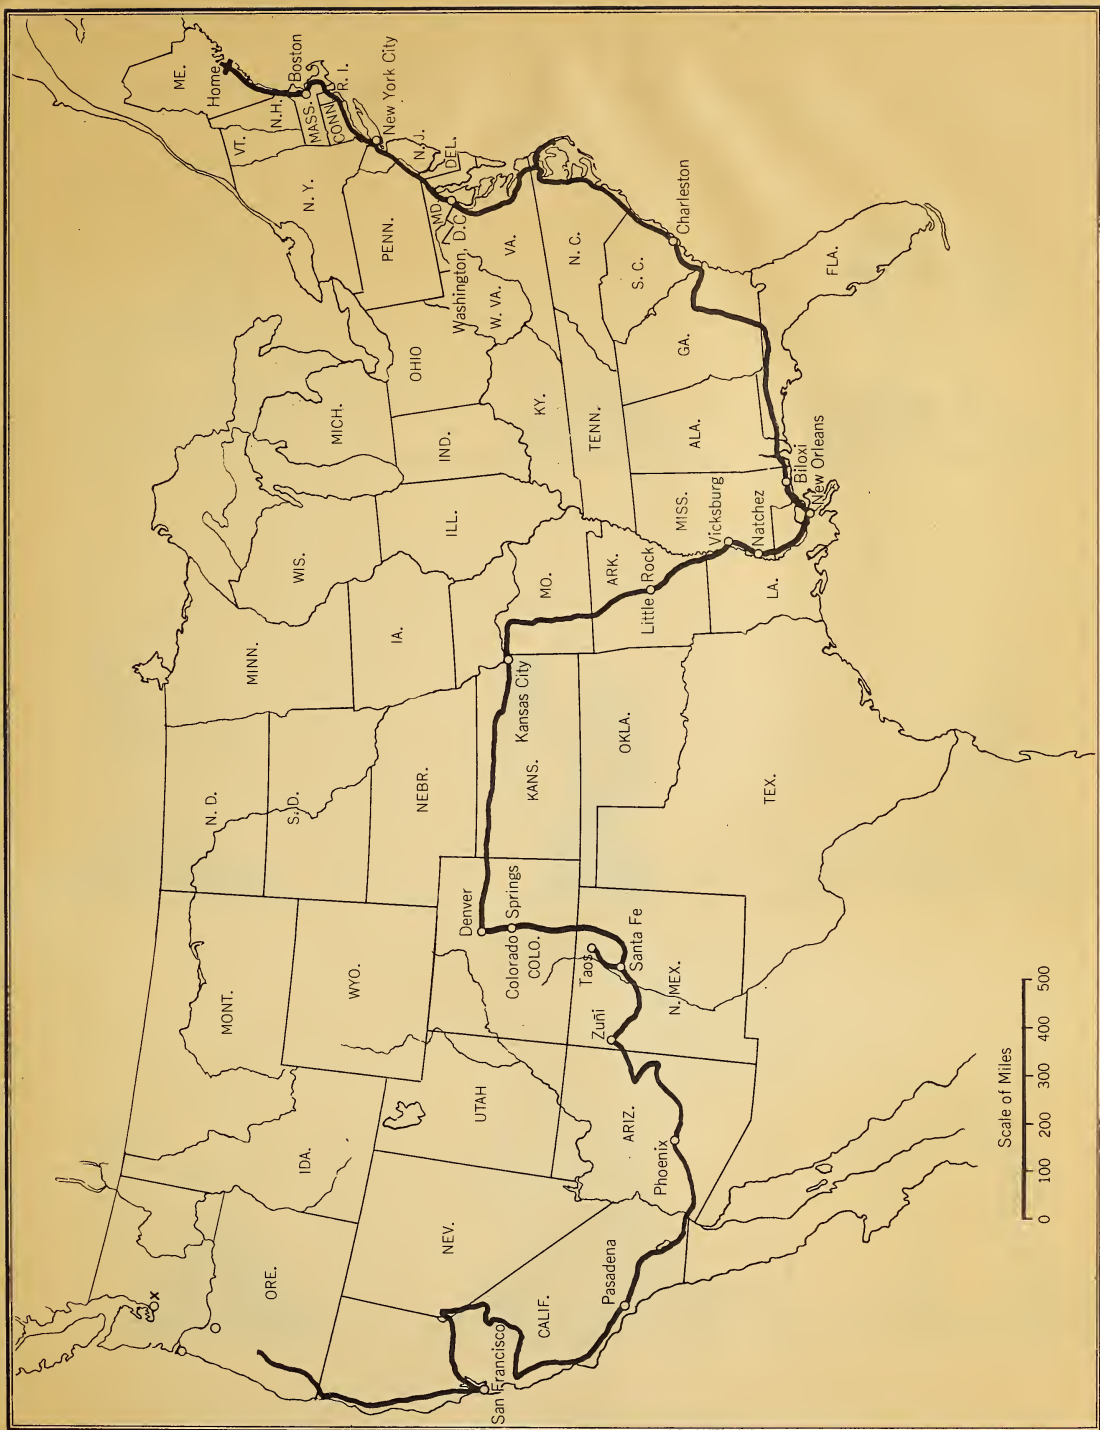 ME.
Home
N.H.
VT.
Boston
MASS.
R. I.
CONN
N. Y.
New York City
N. J.
PENN.
DEL.
MD.
Washington, D.C.
VA.
W. VA.
N. C.
S. C.
Charleston
OHIO
MICH.
IND.
KY.
TENN.
GA.
FLA.
ALA.
MISS.
Biloxi
New Orleans
Natchez
Vicksburg
LA.
ILL.
WIS.
MINN.
IA.
MO.
ARK.
Little Rock
Kansas City
N. D.
S. D.
NEBR.
KANS.
OKLA.
TEX.
Denver
Colorado Springs
COLO.
Taos
Santa Fe
N. MEX.
Zuñi
MONT.
WYO.
UTAH
ARIZ.
Phoenix
IDA.
NEV.
ORE.
x
CALIF.
Pasadena
San Francisco
Scale of Miles
0 100 200 300 400 500